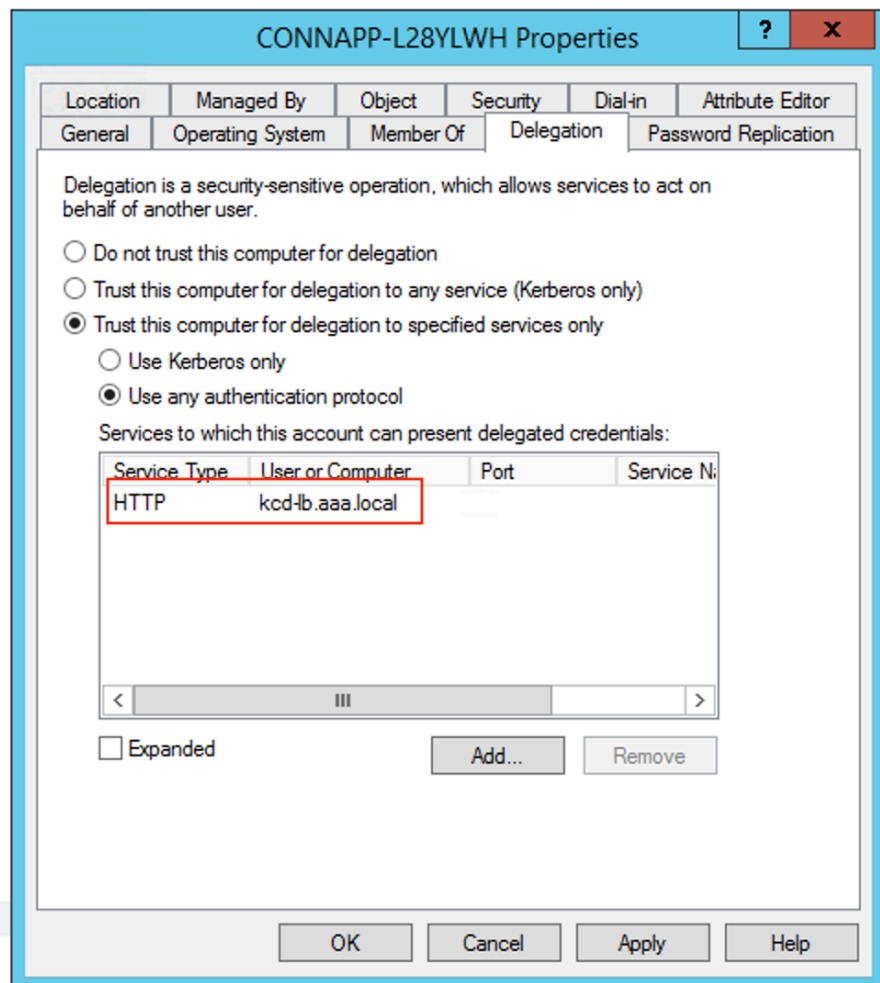 CONNAPP-L28YLWH Properties
?
x
Location Managed By Object Security Dial-in Attribute Editor
General Operating System Member Of Delegation Password Replication
Delegation is a security-sensitive operation, which allows services to act on
behalf of another user.
Do not trust this computer for delegation
Trust this computer for delegation to any service (Kerberos only)
Trust this computer for delegation to specified services only
Use Kerberos only
Use any authentication protocol
Services to which this account can present delegated credentials:
Service Type User or Computer Port Service Na
HTTP kcd-lb.aaa.local
Expanded
Add... Remove
OK Cancel Apply Help